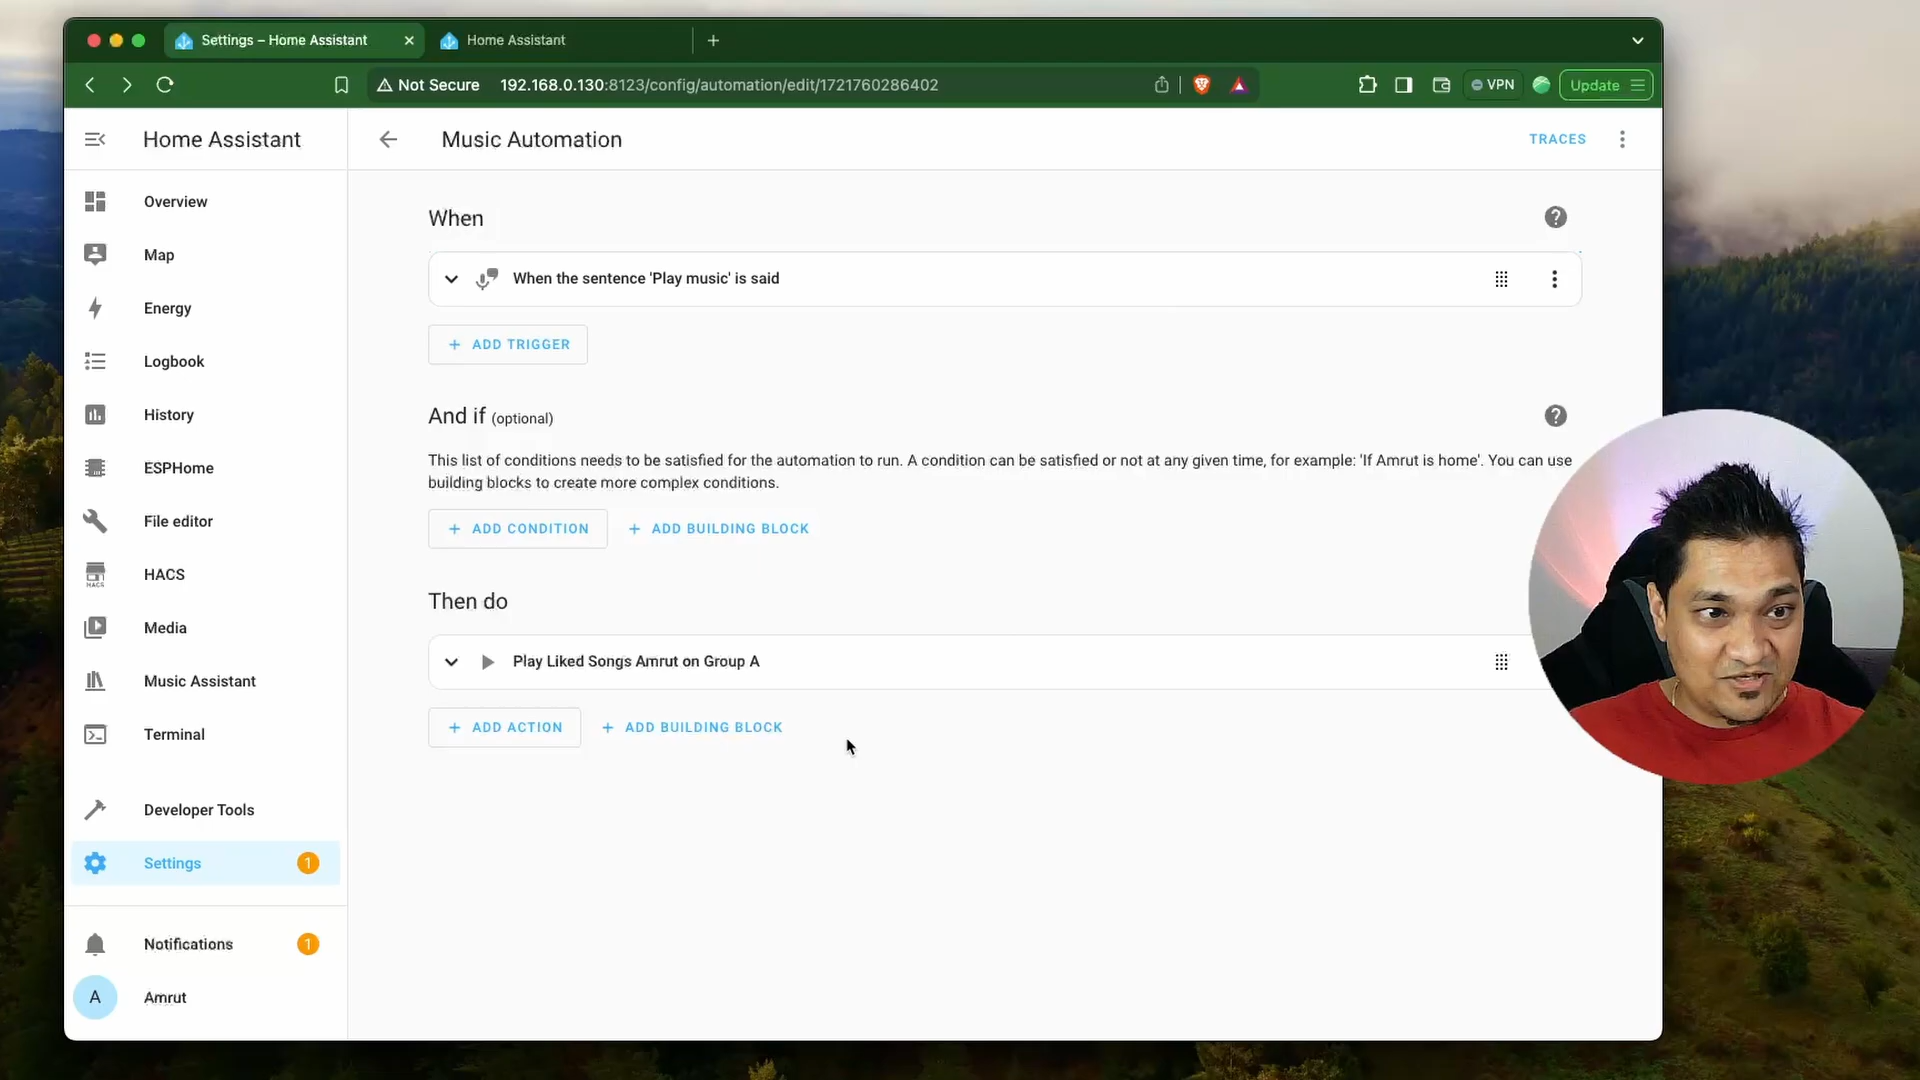 Settings – Home Assistant
Home Assistant
Not Secure
192.168.0.130:8123/config/automation/edit/1721760286402
VPN
Update
Home Assistant
Music Automation
TRACES
Overview
Map
Energy
Logbook
History
ESPHome
File editor
HACS
HACS
Media
Music Assistant
Terminal
Developer Tools
Settings
1
Notifications
1
A
Amrut
When
When the sentence 'Play music' is said
+ ADD TRIGGER
And if (optional)
This list of conditions needs to be satisfied for the automation to run. A condition can be satisfied or not at any given time, for example: 'If Amrut is home'. You can use
building blocks to create more complex conditions.
+ ADD CONDITION
+ ADD BUILDING BLOCK
Then do
Play Liked Songs Amrut on Group A
+ ADD ACTION
+ ADD BUILDING BLOCK